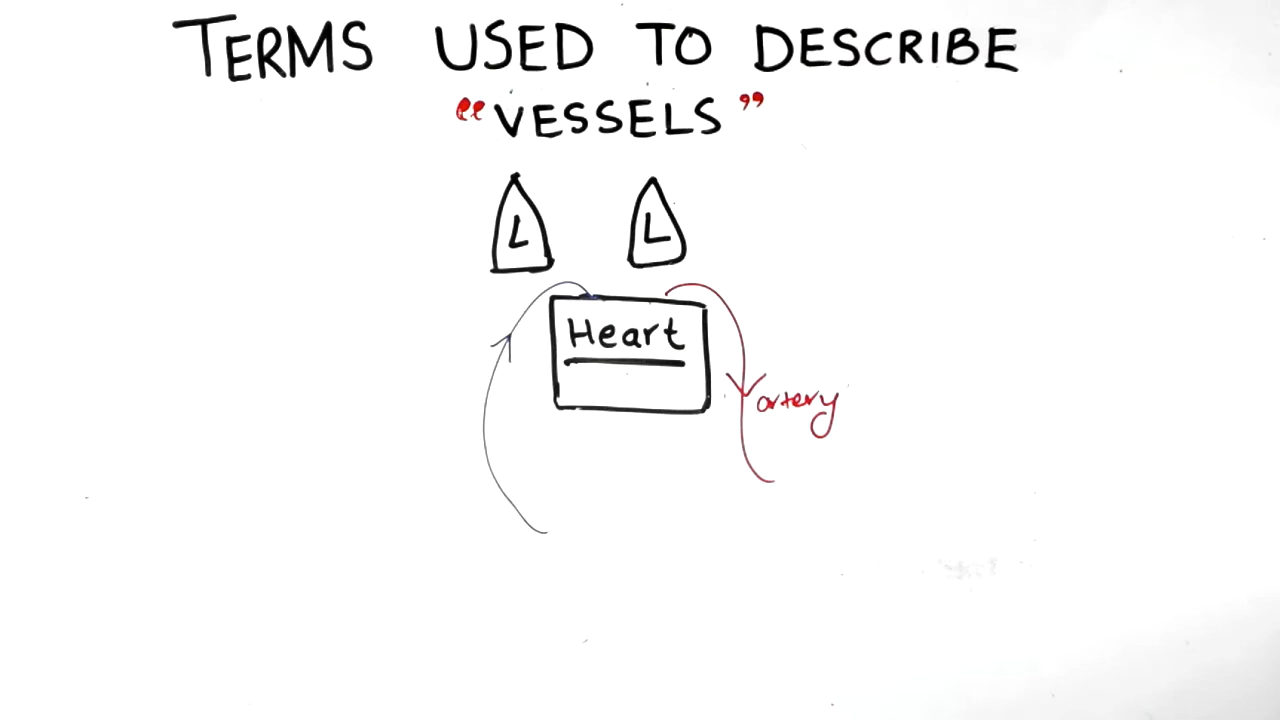 TERMS USED TO DESCRIBE
“VESSELS”
L L
Heart
artery